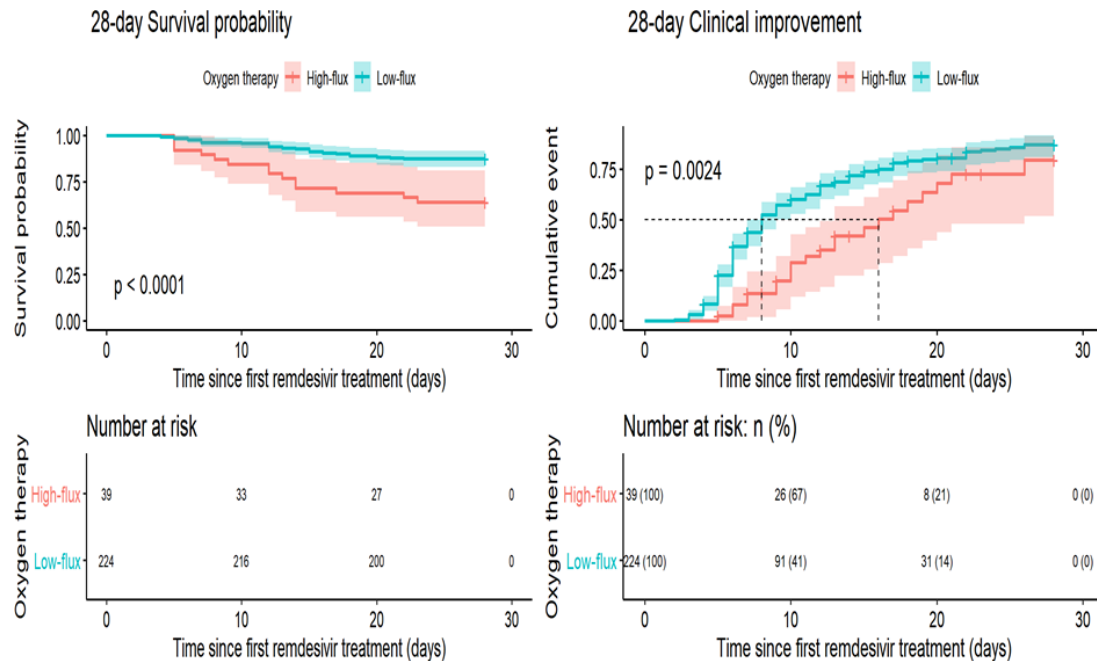 28-day Survival probability
Oxygen therapy High-flux Low-flux
Survival probability
1.00
0.75
0.50
0.25
0.00
p < 0.0001
0 10 20 30
Time since first remdesivir treatment (days)
Number at risk
Oxygen therapy
High-flux 39 33 27 0
Low-flux 224 216 200 0
0 10 20 30
Time since first remdesivir treatment (days)
28-day Clinical improvement
Oxygen therapy High-flux Low-flux
Cumulative event
0.75
0.50
0.25
0.00
p = 0.0024
0 10 20 30
Time since first remdesivir treatment (days)
Number at risk: n (%)
Oxygen therapy
High-flux 39 (100) 26 (67) 8 (21) 0 (0)
Low-flux 224 (100) 91 (41) 31 (14) 0 (0)
0 10 20 30
Time since first remdesivir treatment (days)